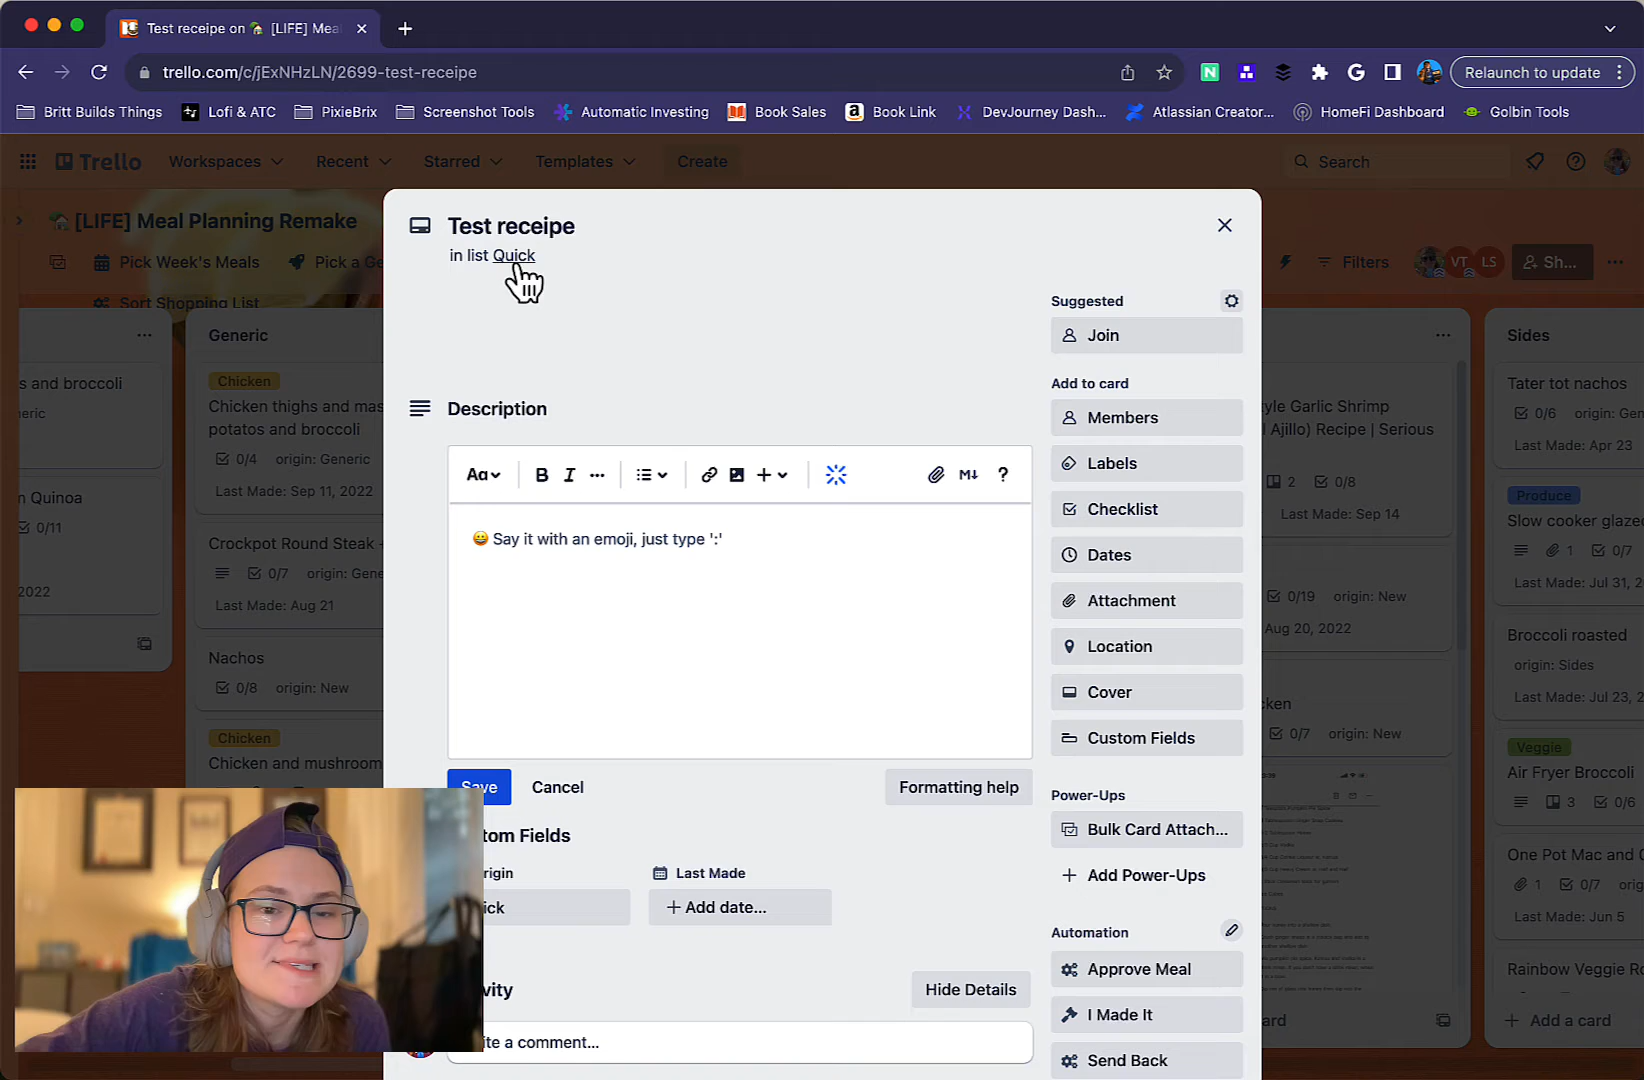 Test receipe on 🏡 [LIFE] Mea
trello.com/c/jExNHzLN/2699-test-receipe
Relaunch to update
Britt Builds Things
Lofi & ATC
PixieBrix
Screenshot Tools
Automatic Investing
Book Sales
Book Link
DevJourney Dash...
Atlassian Creator...
HomeFi Dashboard
Golbin Tools
Trello
Workspaces
Recent
Starred
Templates
Create
Search
🏡[LIFE] Meal Planning Remake
Pick Week's Meals
Pick a Ge
Filters
VT
LS
Sh...
Sort Shopping List
Test receipe
in list Quick
Suggested
Join
Add to card
Members
Labels
Checklist
Dates
Attachment
Location
Cover
Custom Fields
Power-Ups
Bulk Card Attach...
+ Add Power-Ups
Automation
Approve Meal
I Made It
Send Back
Description
Aa
B
I
M↓
?
😀 Say it with an emoji, just type ':'
Save
Cancel
Formatting help
tom Fields
rigin
Last Made
ick
+ Add date...
vity
Hide Details
ite a comment...
s and broccoli
eric
n Quinoa
0/11
2022
Generic
Chicken
Chicken thighs and mas
potatos and broccoli
0/4 origin: Generic
Last Made: Sep 11, 2022
Crockpot Round Steak -
0/7 origin: Gene
Last Made: Aug 21
Nachos
0/8 origin: New
Chicken
Chicken and mushroom
tyle Garlic Shrimp
l Ajillo) Recipe | Serious
2 0/8
Last Made: Sep 14
0/19 origin: New
Aug 20, 2022
ken
0/7 origin: New
ard
Sides
Tater tot nachos
0/6 origin: Ge
Last Made: Apr 23
Produce
Slow cooker glaze
1 0/7
Last Made: Jul 31, 2
Broccoli roasted
origin: Sides
Last Made: Jul 23, 2
Veggie
Air Fryer Broccoli
3 0/6
One Pot Mac and C
1 0/7 orig
Last Made: Jun 5
Rainbow Veggie Ro
+ Add a card